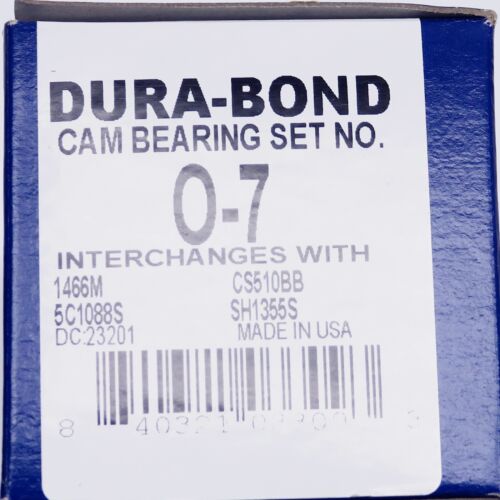 DURA-BOND
CAM BEARING SET NO.
O-7
INTERCHANGES WITH
1466M CS510BB
5C1088S SH1355S
DC:23201 MADE IN USA
8 3